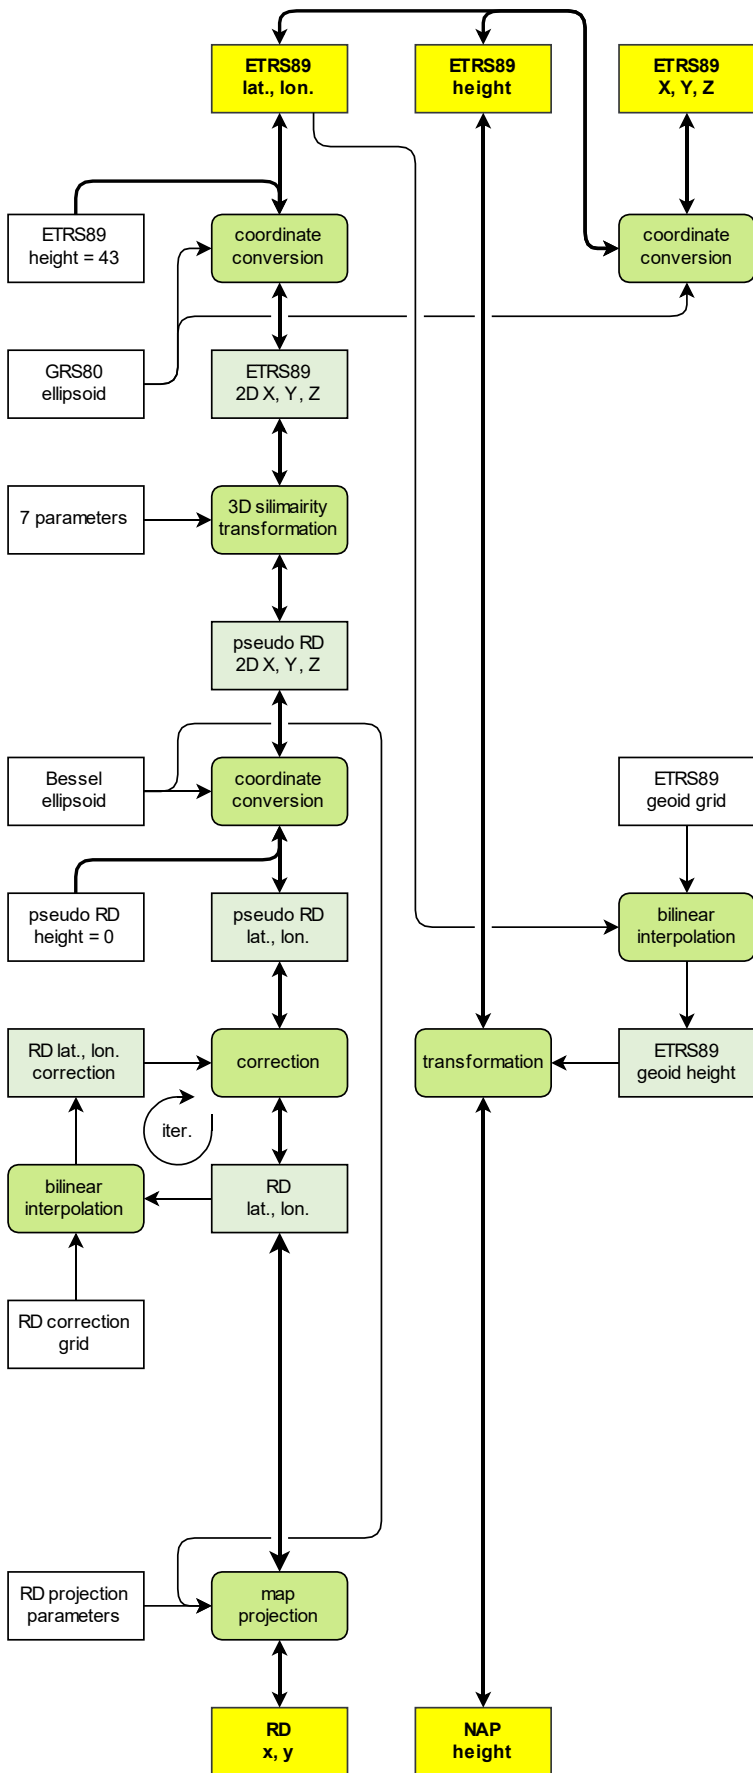 ETRS89
lat., lon.
ETRS89
height
ETRS89
X, Y, Z
ETRS89
height = 43
coordinate
conversion
coordinate
conversion
GRS80
ellipsoid
ETRS89
2D X, Y, Z
7 parameters
3D silimairity
transformation
pseudo RD
2D X, Y, Z
Bessel
ellipsoid
coordinate
conversion
ETRS89
geoid grid
pseudo RD
height = 0
pseudo RD
lat., lon.
bilinear
interpolation
RD lat., lon.
correction
correction
transformation
ETRS89
geoid height
iter.
bilinear
interpolation
RD
lat., lon.
RD correction
grid
RD projection
parameters
map
projection
RD
x, y
NAP
height